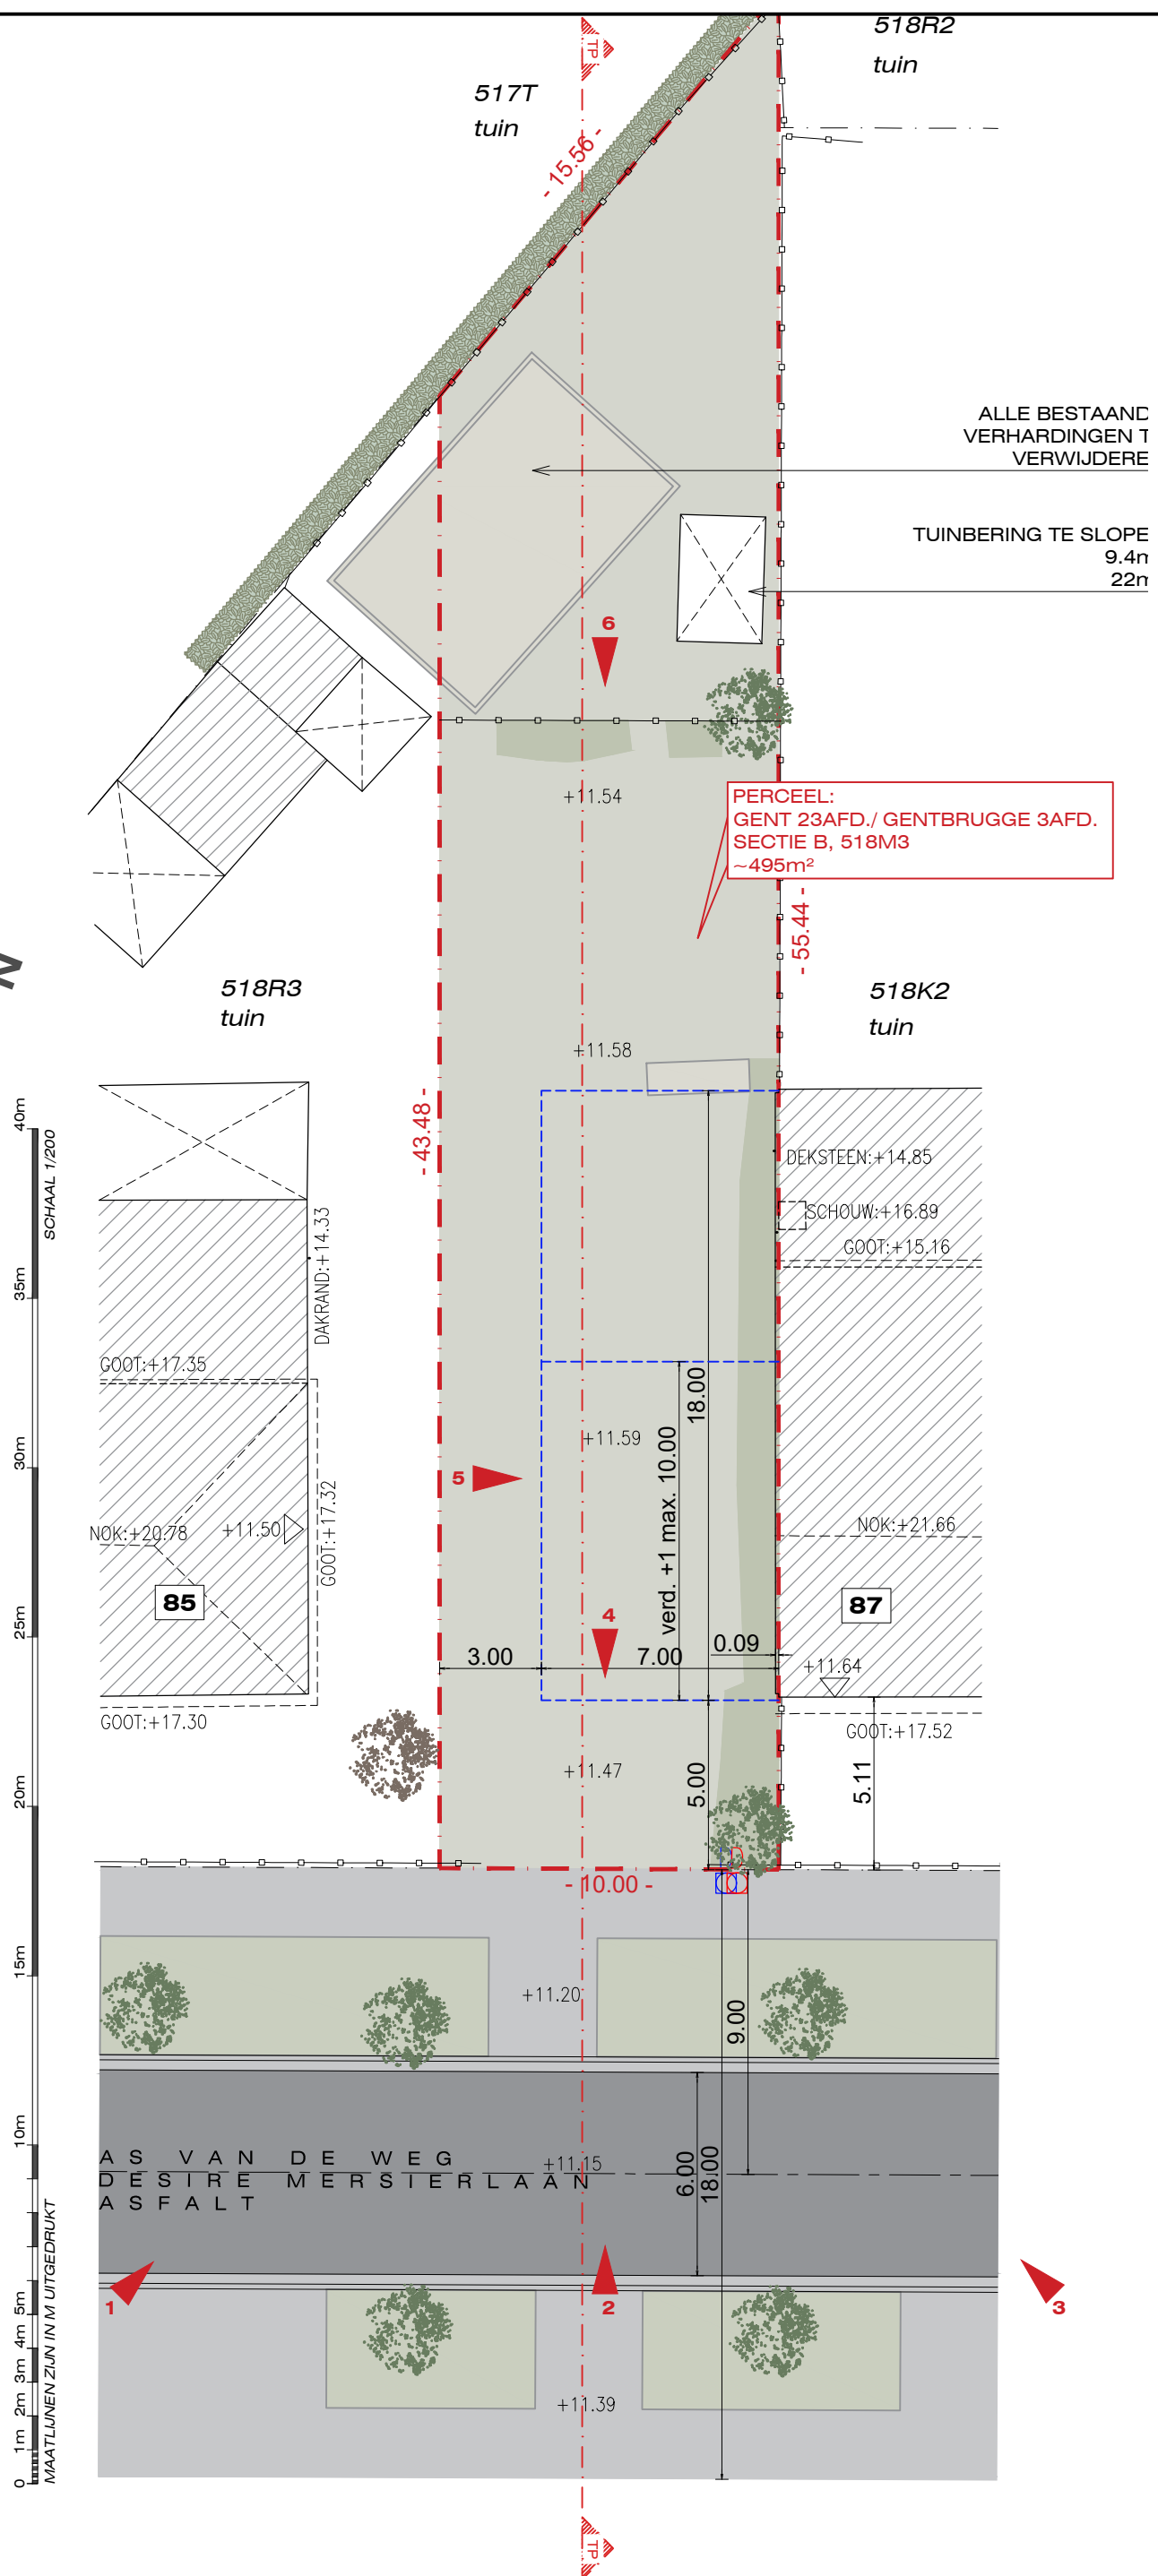 518R2
tuin
TP
517T
tuin
- 15.56 -
ALLE BESTAAND
VERHARDINGEN T
VERWIJDERE
TUINBERING TE SLOPE
9.4m
22m
6
+11.54
PERCEEL:
GENT 23AFD./ GENTBRUGGE 3AFD.
SECTIE B, 518M3
~495m²
- 55.44 -
N
518R3
tuin
518K2
tuin
+11.58
- 43.48 -
40m
SCHAAL 1/200
DEKSTEEN:+14.85
SCHOUW:+16.89
GOOT:+15.16
DAKRAND:+14.33
35m
GOOT:+17.35
18.00
+11.59
verd. +1 max. 10.00
30m
5
GOOT:+17.32
NOK:+20.78
+11.50
NOK:+21.66
85
87
4
25m
3.00
7.00
0.09
+11.64
GOOT:+17.30
GOOT:+17.52
+11.47
5.00
5.11
20m
- 10.00 -
15m
+11.20
9.00
10m
AS VAN DE WEG
+11.15
DESIRE MERSIERLAAN
ASFALT
6.00
18.00
1
2
3
5m
4m
3m
2m
1m
0
MAATLIJNEN ZIJN IN M UITGEDRUKT
+11.39
TP